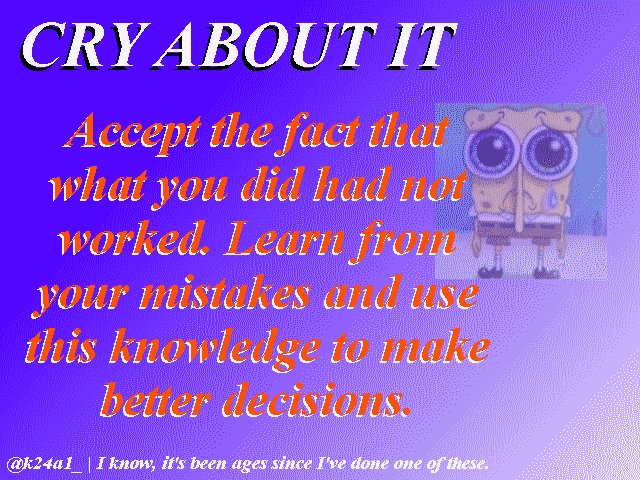 CRY ABOUT IT
Accept the fact that
what you did had not
worked. Learn from
your mistakes and use
this knowledge to make
better decisions.
@k24a1_ | I know, it's been ages since I've done one of these.